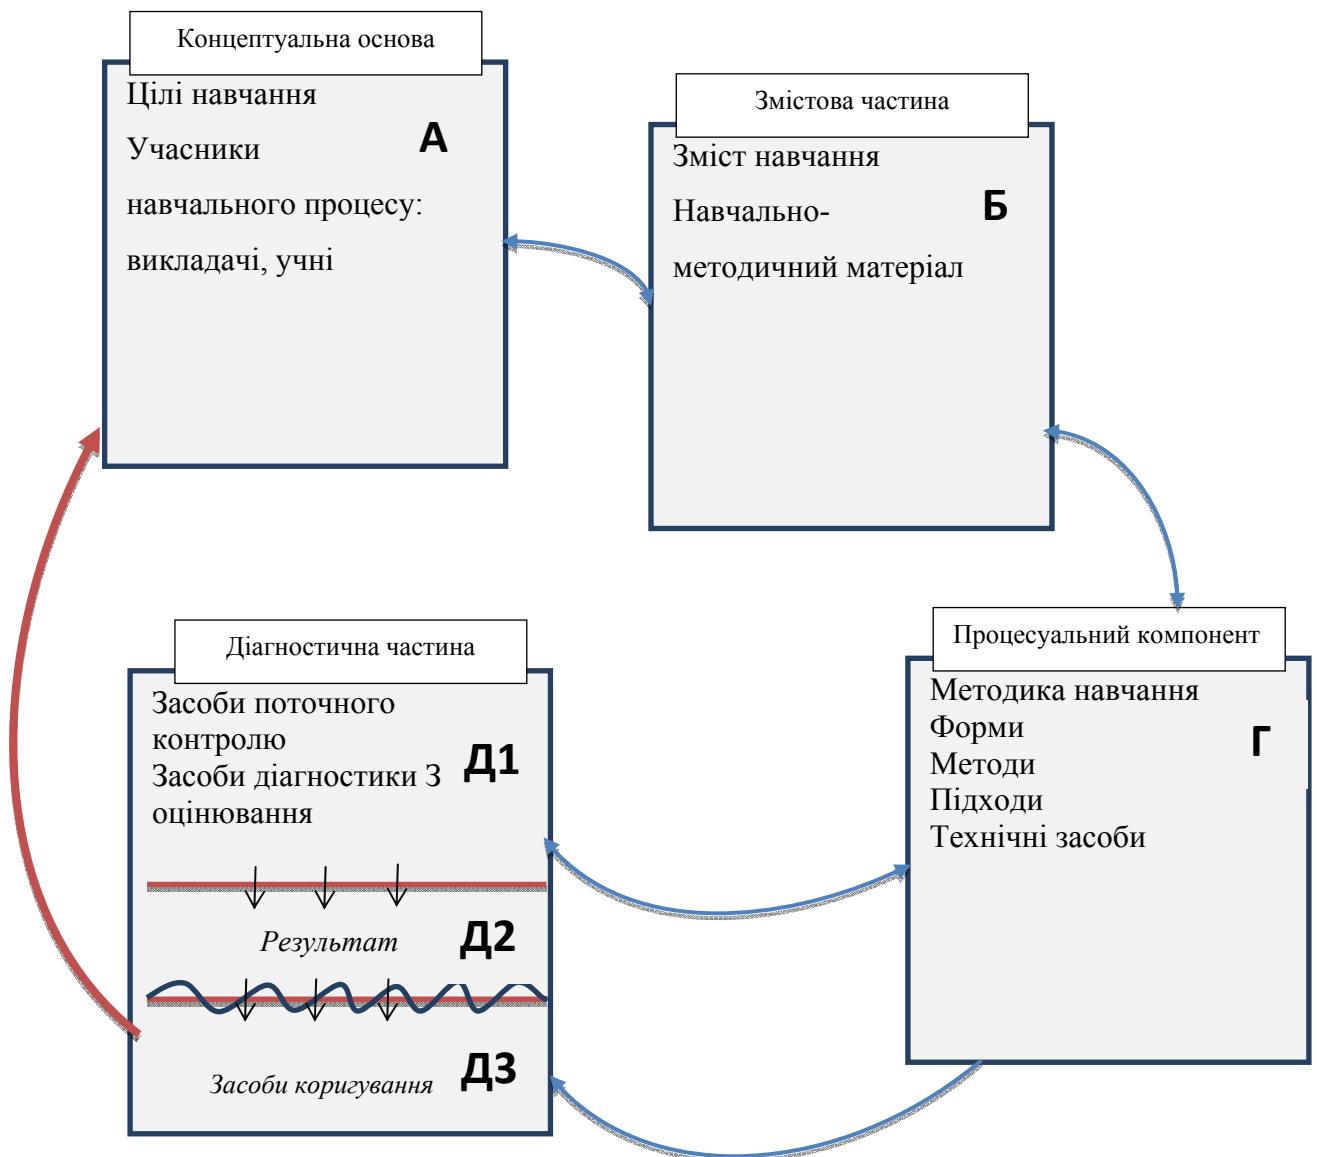 Концептуальна основа
Цілі навчання
А
Учасники
навчального процесу:
викладачі, учні
Змістова частина
Зміст навчання
Б
Навчально-
методичний матеріал
Діагностична частина
Засоби поточного
контролю
Д1
Засоби діагностики З
оцінювання
Результат
Д2
Засоби коригування
Д3
Процесуальний компонент
Методика навчання
Форми
Г
Методи
Підходи
Технічні засоби